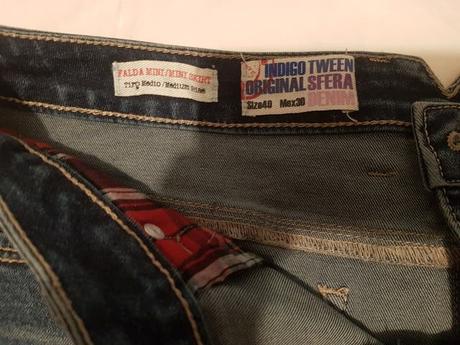 FALDA MINI/MINI SKIRT
Tiro Medio/Medium Rise
INDIGO TWEEN
ORIGINAL SFERA
DENIM
Size40 Mex30